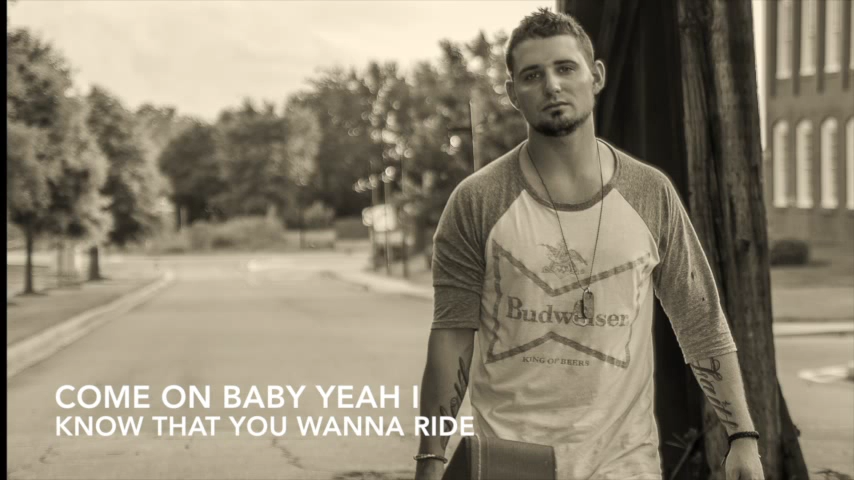 Budweiser
KING OF BEERS
COME ON BABY YEAH I
KNOW THAT YOU WANNA RIDE